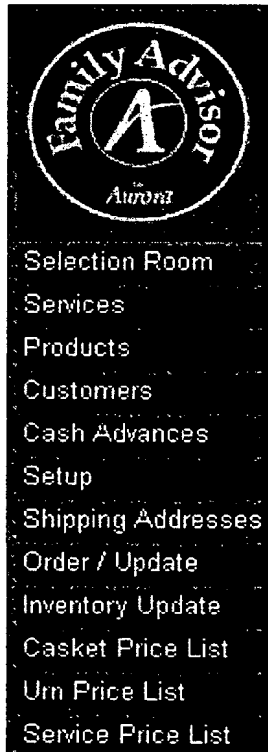 Family Advisor
by
Aurora
Selection Room
Services
Products
Customers
Cash Advances
Setup
Shipping Addresses
Order / Update
Inventory Update
Casket Price List
Urn Price List
Service Price List